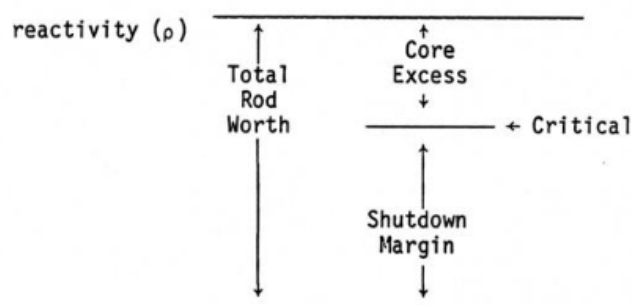 reactivity (ρ)
Total
Rod
Worth
Core
Excess
← Critical
Shutdown
Margin